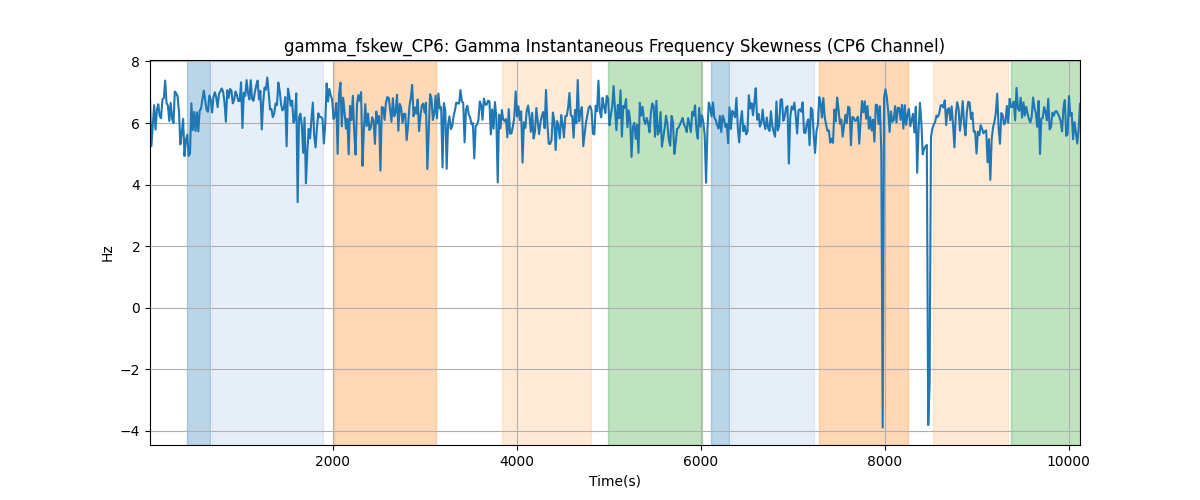 gamma_fskew_CP6: Gamma Instantaneous Frequency Skewness (CP6 Channel)
8
6
4
2
0
−2
−4
Hz
2000 4000 6000 8000 10000
Time(s)